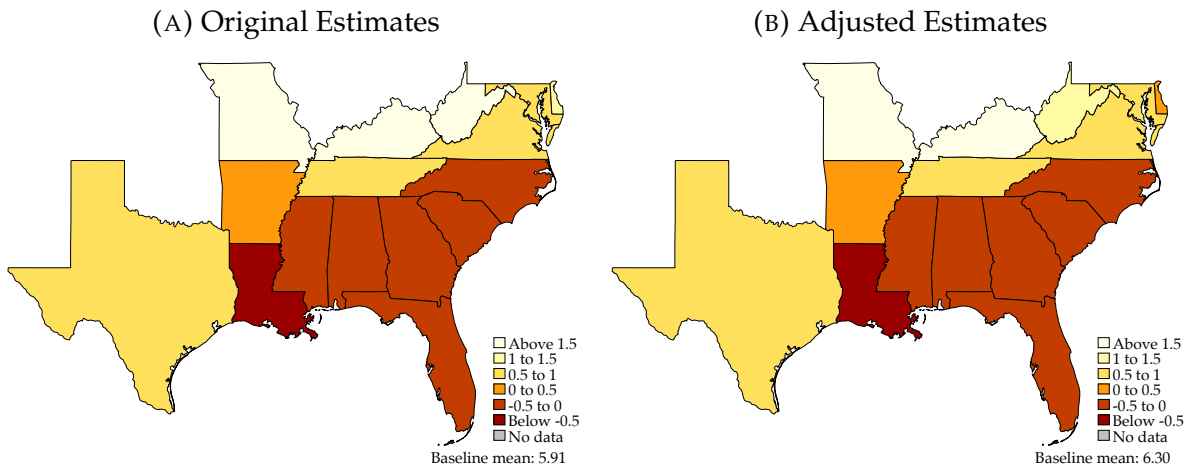 (A) Original Estimates
Above 1.5
1 to 1.5
0.5 to 1
0 to 0.5
-0.5 to 0
Below -0.5
No data
Baseline mean: 5.91
(B) Adjusted Estimates
Above 1.5
1 to 1.5
0.5 to 1
0 to 0.5
-0.5 to 0
Below -0.5
No data
Baseline mean: 6.30